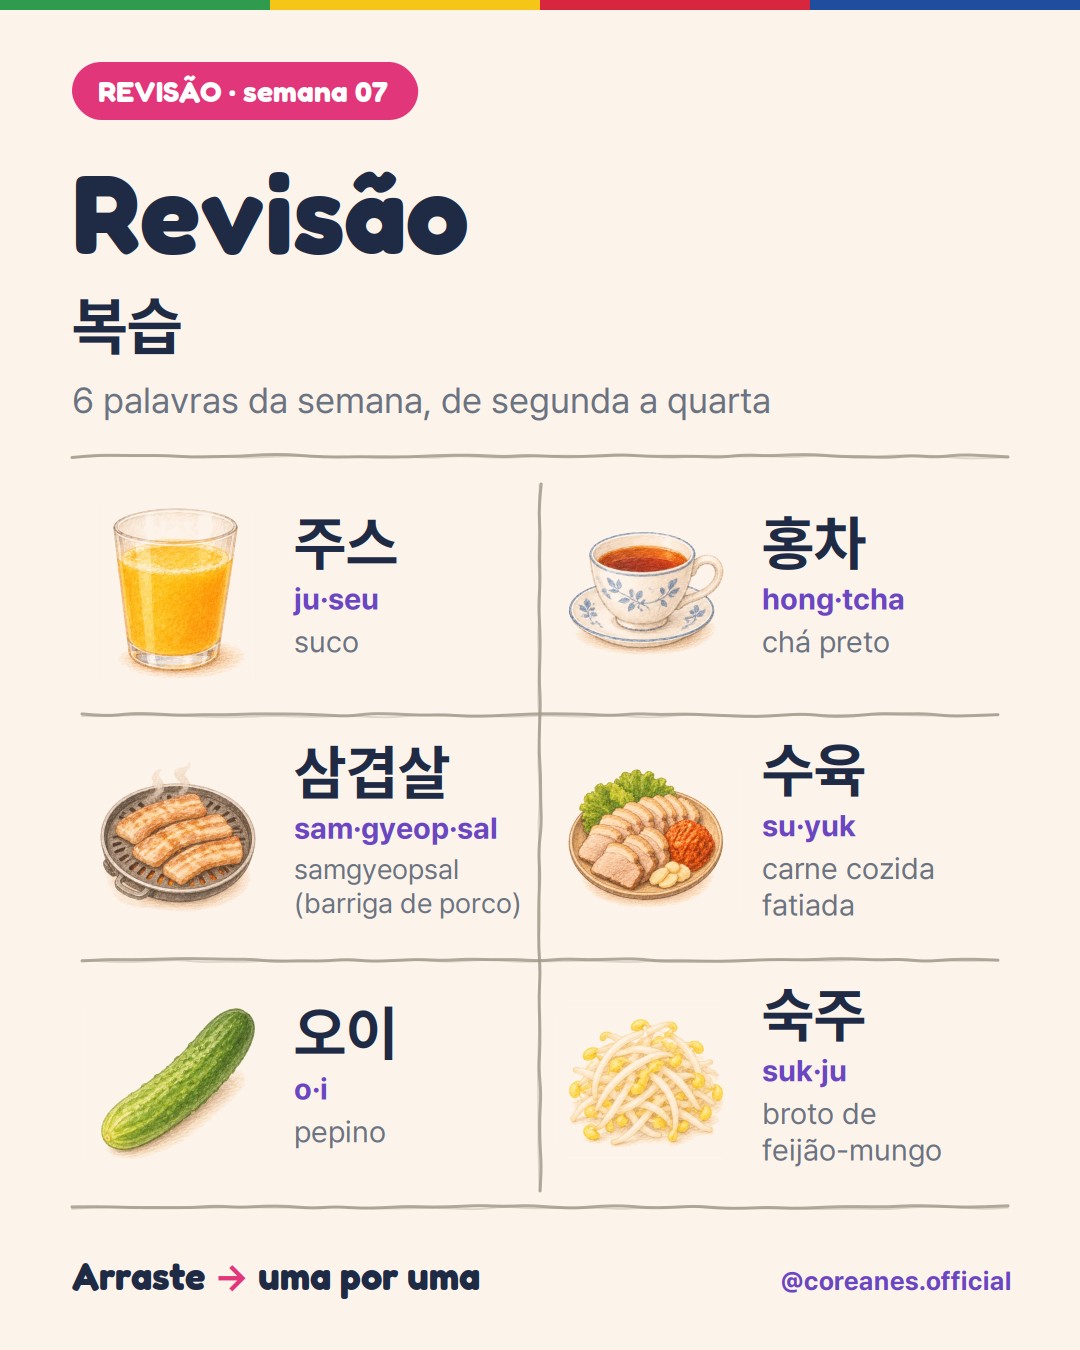 REVISÃO · semana 07
Revisão
복습
6 palavras da semana, de segunda a quarta
주스
ju·seu
suco
홍차
hong·tcha
chá preto
삼겹살
sam·gyeop·sal
samgyeopsal
(barriga de porco)
수육
su·yuk
carne cozida
fatiada
오이
o·i
pepino
숙주
suk·ju
broto de
feijão-mungo
Arraste → uma por uma
@coreanes.official